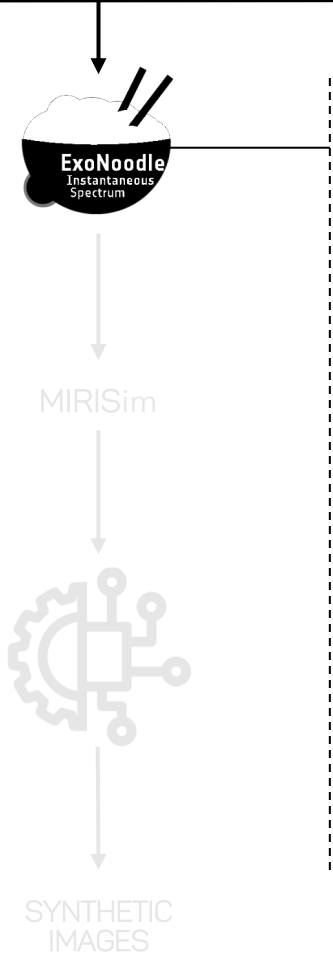 ExoNoodle
Instantaneous
Spectrum
MIRISim
SYNTHETIC
IMAGES